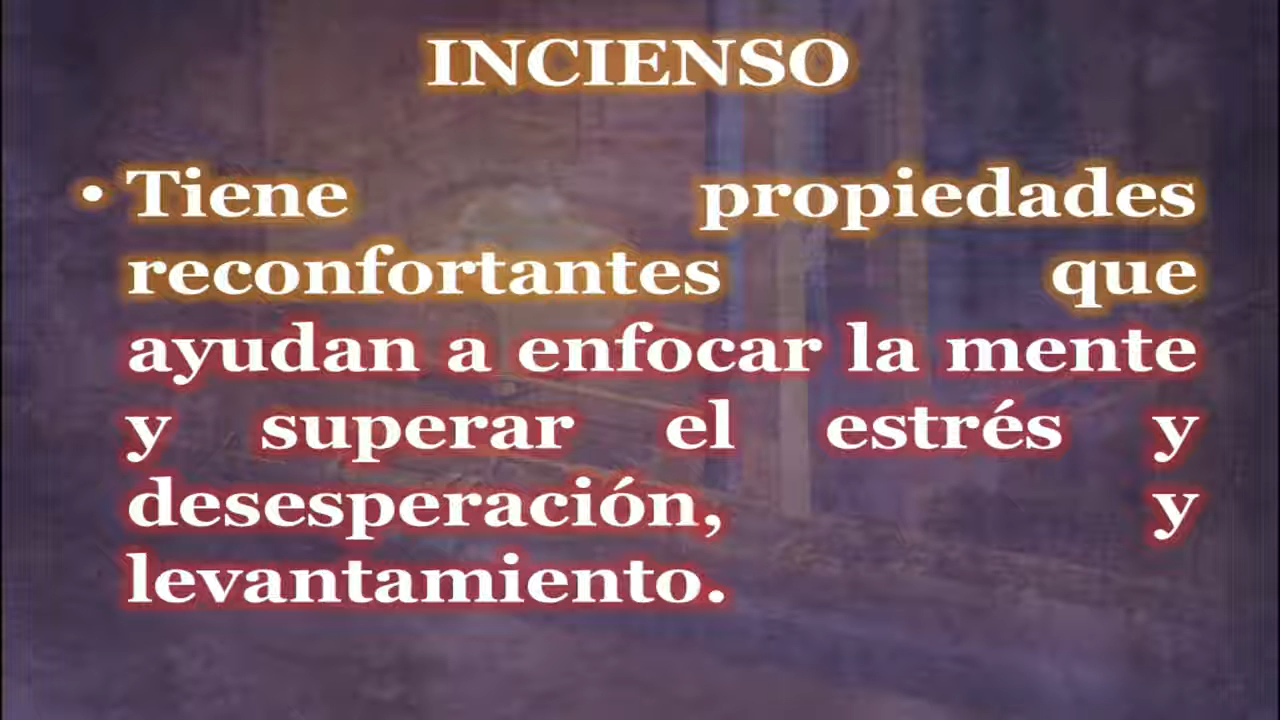 INCIENSO
• Tiene propiedades
reconfortantes que
ayudan a enfocar la mente
y superar el estrés y
desesperación, y
levantamiento.